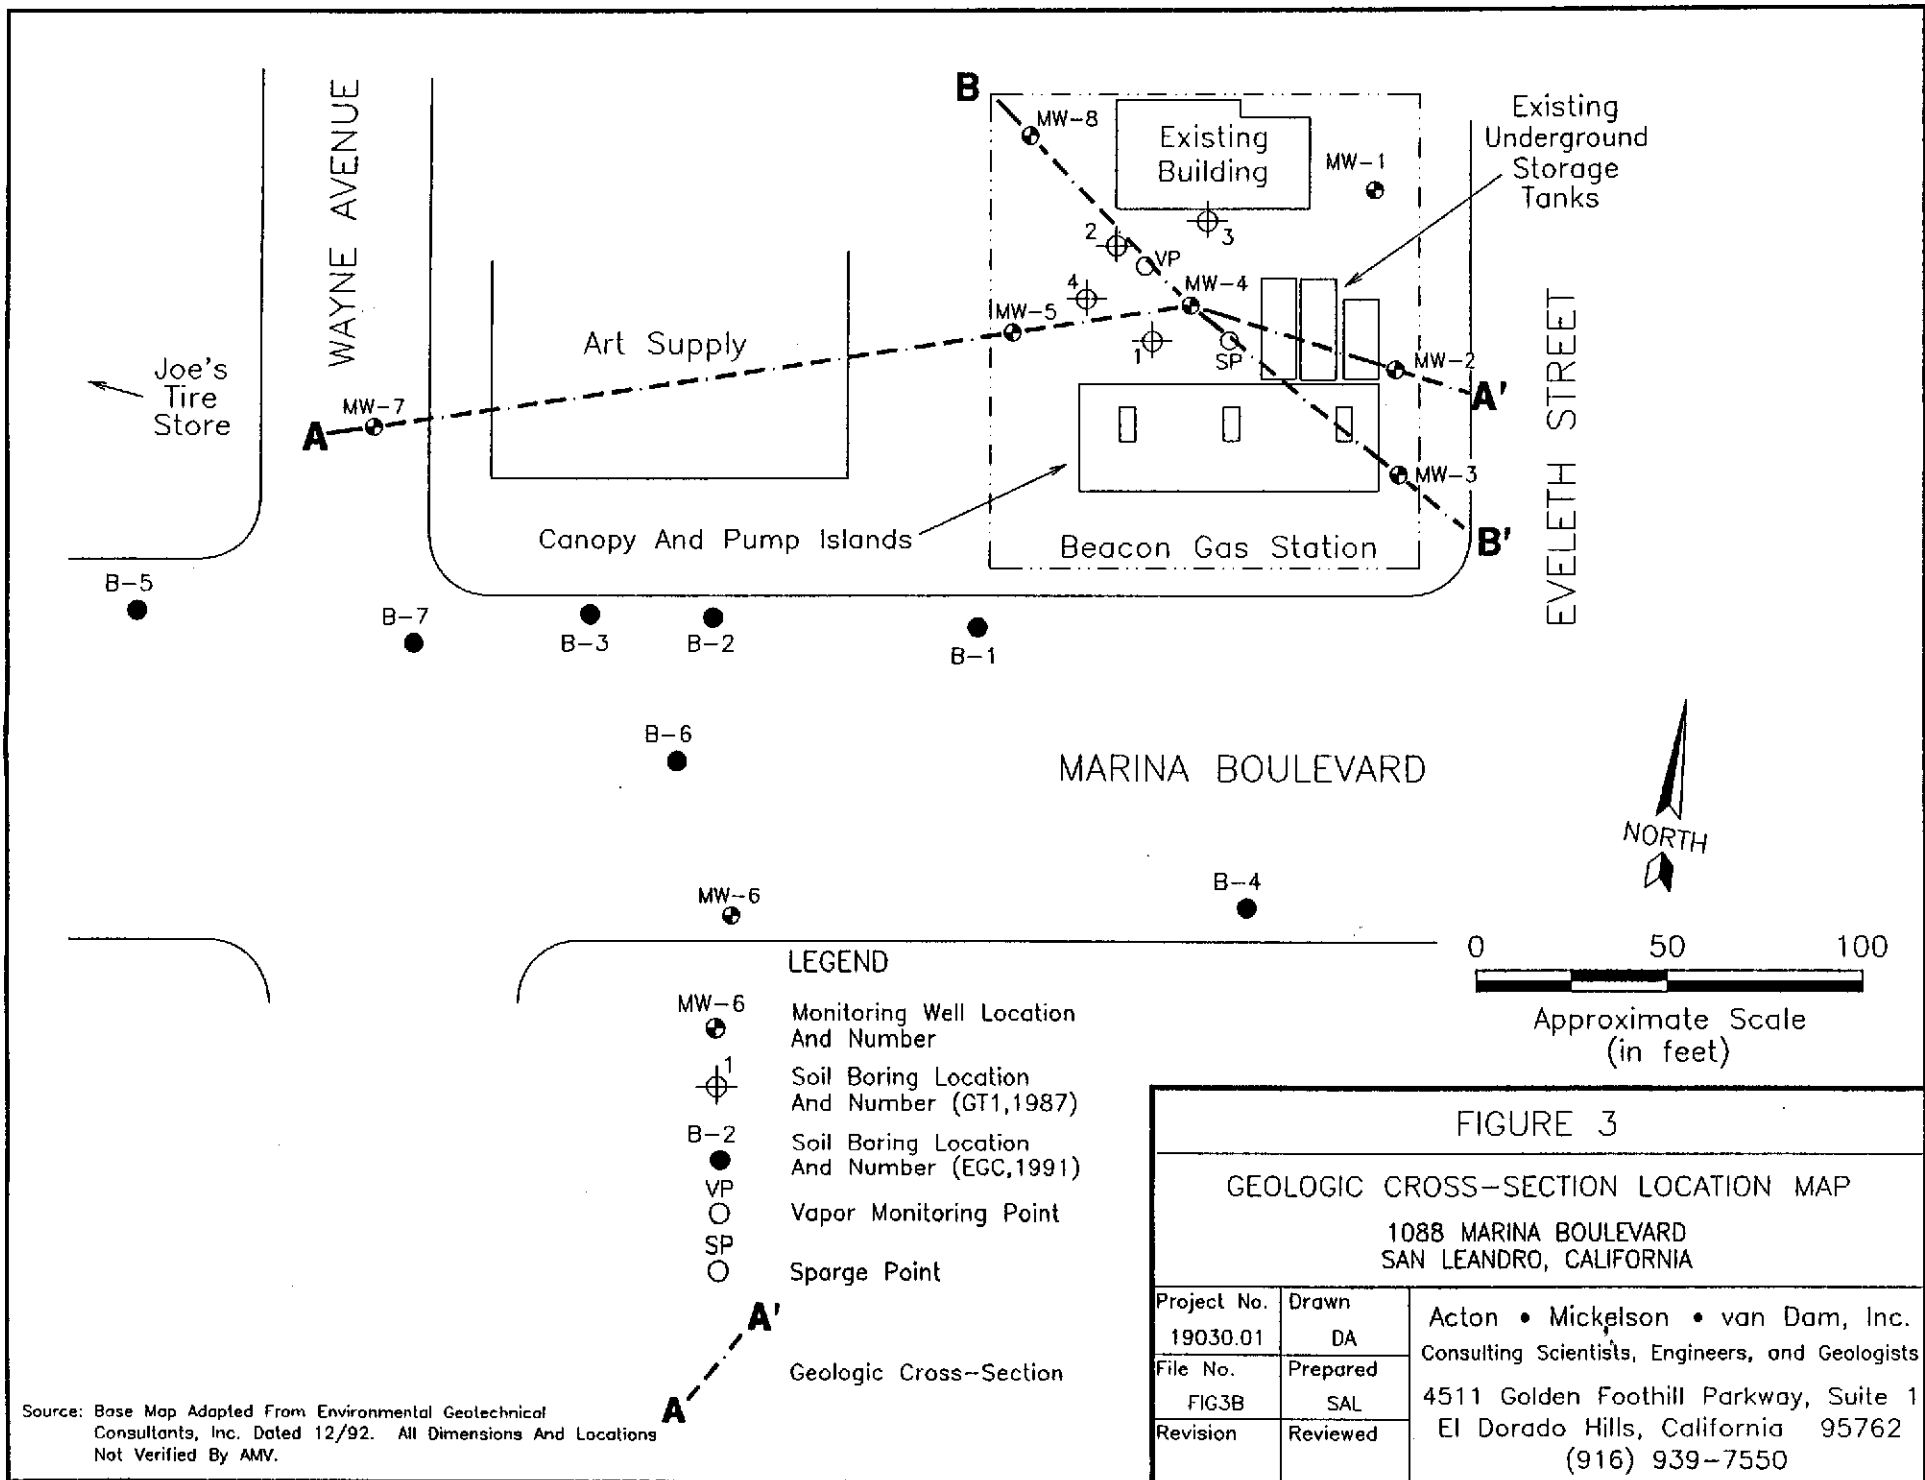 B
MW-8
Existing
Building
MW-1
Existing
Underground
Storage
Tanks
WAYNE AVENUE
2
3
VP
4
MW-4
MW-5
1
SP
MW-2
A'
Art Supply
Joe's
Tire
Store
MW-7
A
MW-3
B'
EVELETH STREET
Canopy And Pump Islands
Beacon Gas Station
B-5
B-7
B-3
B-2
B-1
B-6
MARINA BOULEVARD
NORTH
MW-6
B-4
0 50 100
Approximate Scale
(in feet)
LEGEND
MW-6
Monitoring Well Location
And Number
1
Soil Boring Location
And Number (GT1,1987)
B-2
Soil Boring Location
And Number (EGC,1991)
VP
Vapor Monitoring Point
SP
Sparge Point
A'
A
Geologic Cross-Section
Source: Base Map Adapted From Environmental Geotechnical
Consultants, Inc. Dated 12/92. All Dimensions And Locations
Not Verified By AMV.
FIGURE 3
GEOLOGIC CROSS-SECTION LOCATION MAP
1088 MARINA BOULEVARD
SAN LEANDRO, CALIFORNIA
Project No.
19030.01
Drawn
DA
File No.
FIG3B
Prepared
SAL
Revision
Reviewed
Acton • Mickelson • van Dam, Inc.
Consulting Scientists, Engineers, and Geologists
4511 Golden Foothill Parkway, Suite 1
El Dorado Hills, California 95762
(916) 939-7550